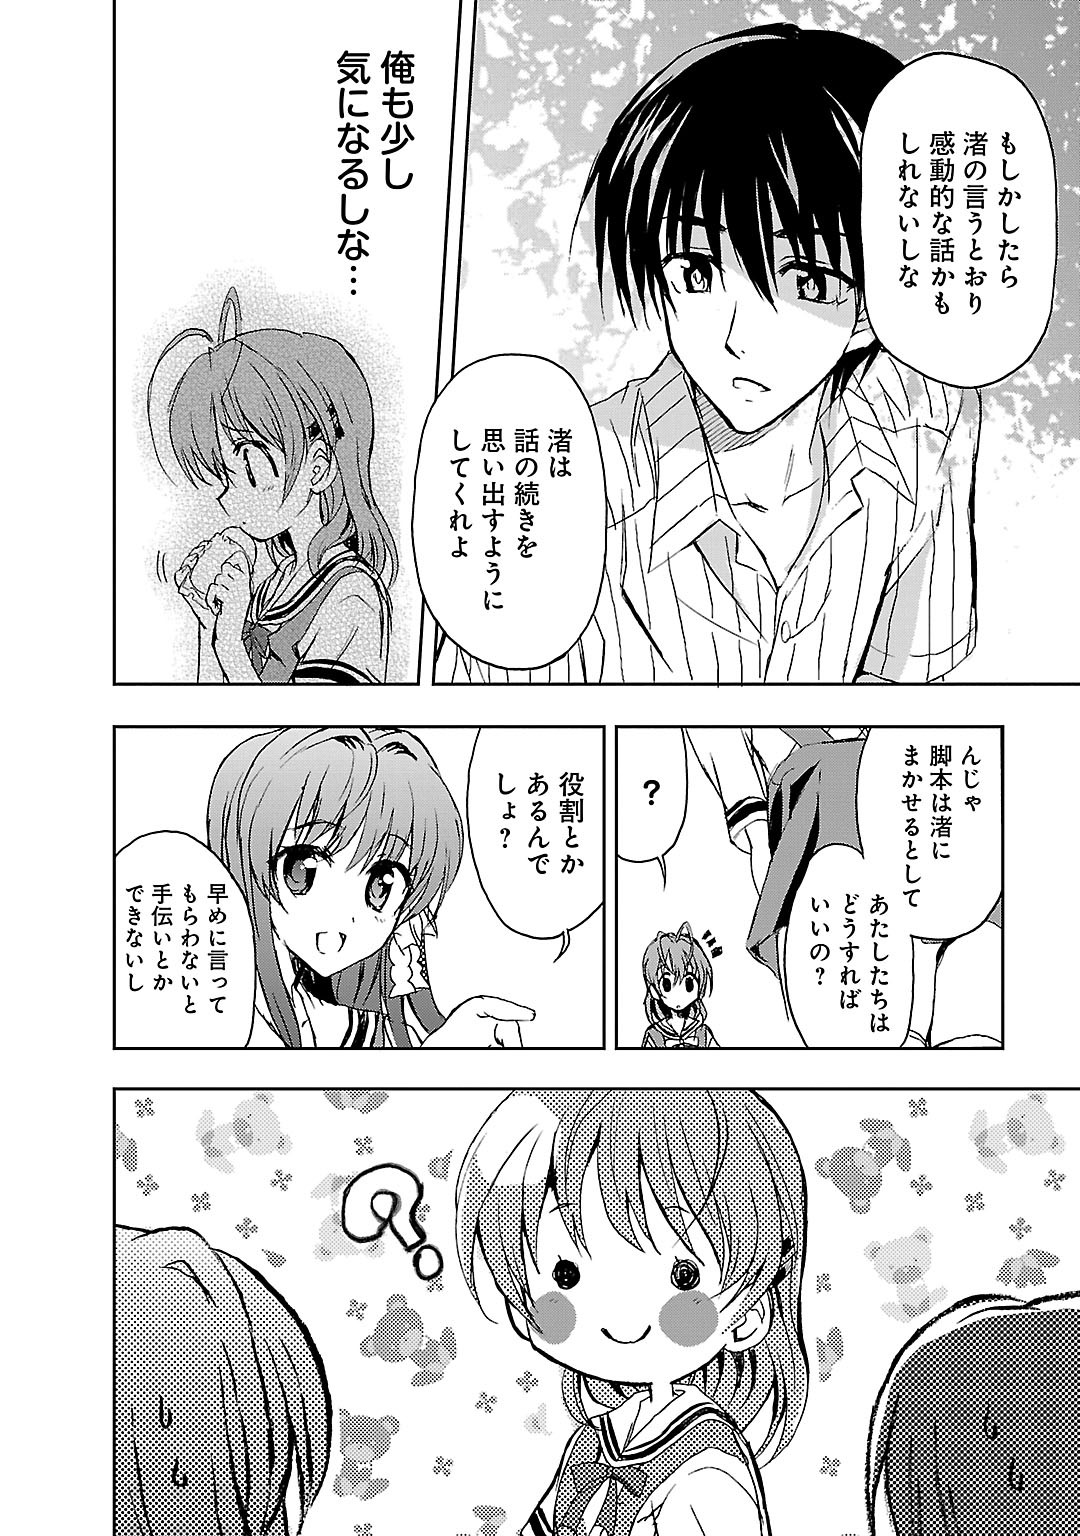 もしかしたら
渚の言うとおり
感動的な話かも
しれないしな
渚は
話の続きを
思い出すように
してくれよ
俺も少し
気になるしな…
んじゃ
脚本は渚に
まかせるとして
あたしたちは
どうすれば
いいの？
？
役割とか
あるんで
しょ？
早めに言って
もらわないと
手伝いとか
できないし
？